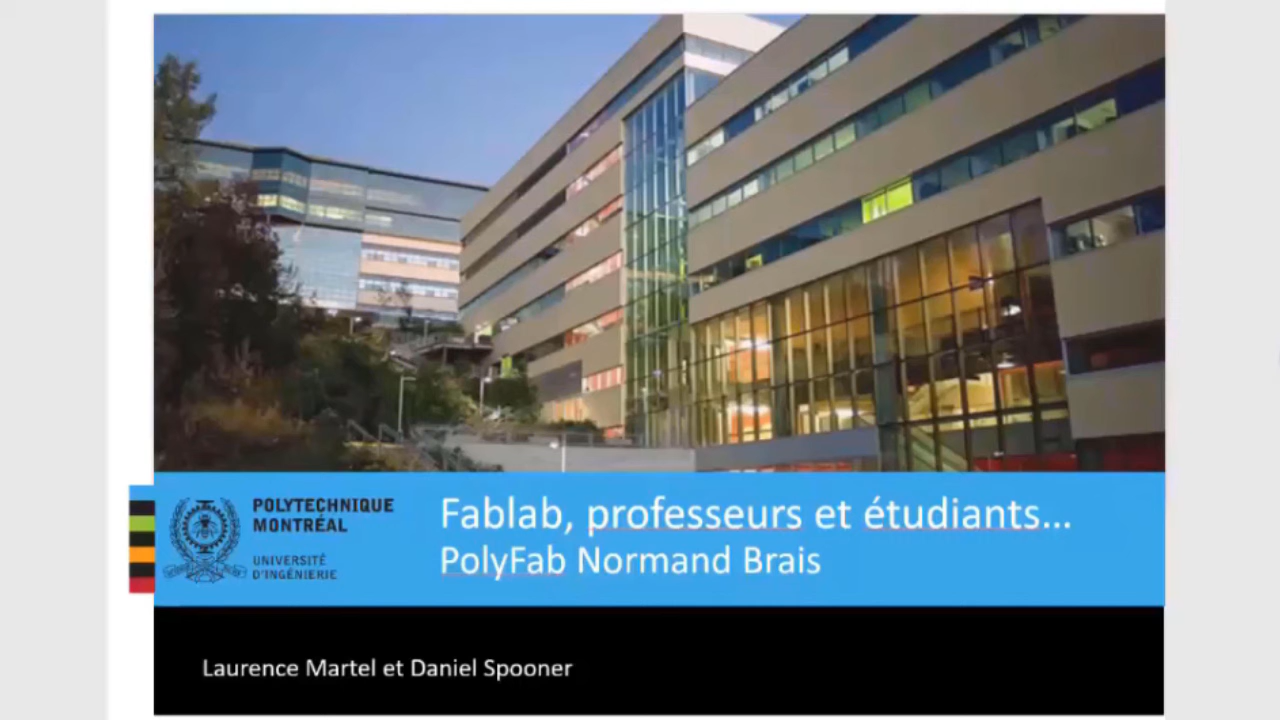 POLYTECHNIQUE
MONTRÉAL
UNIVERSITÉ
D'INGÉNIERIE
Fablab, professeurs et étudiants...
PolyFab Normand Brais
Laurence Martel et Daniel Spooner